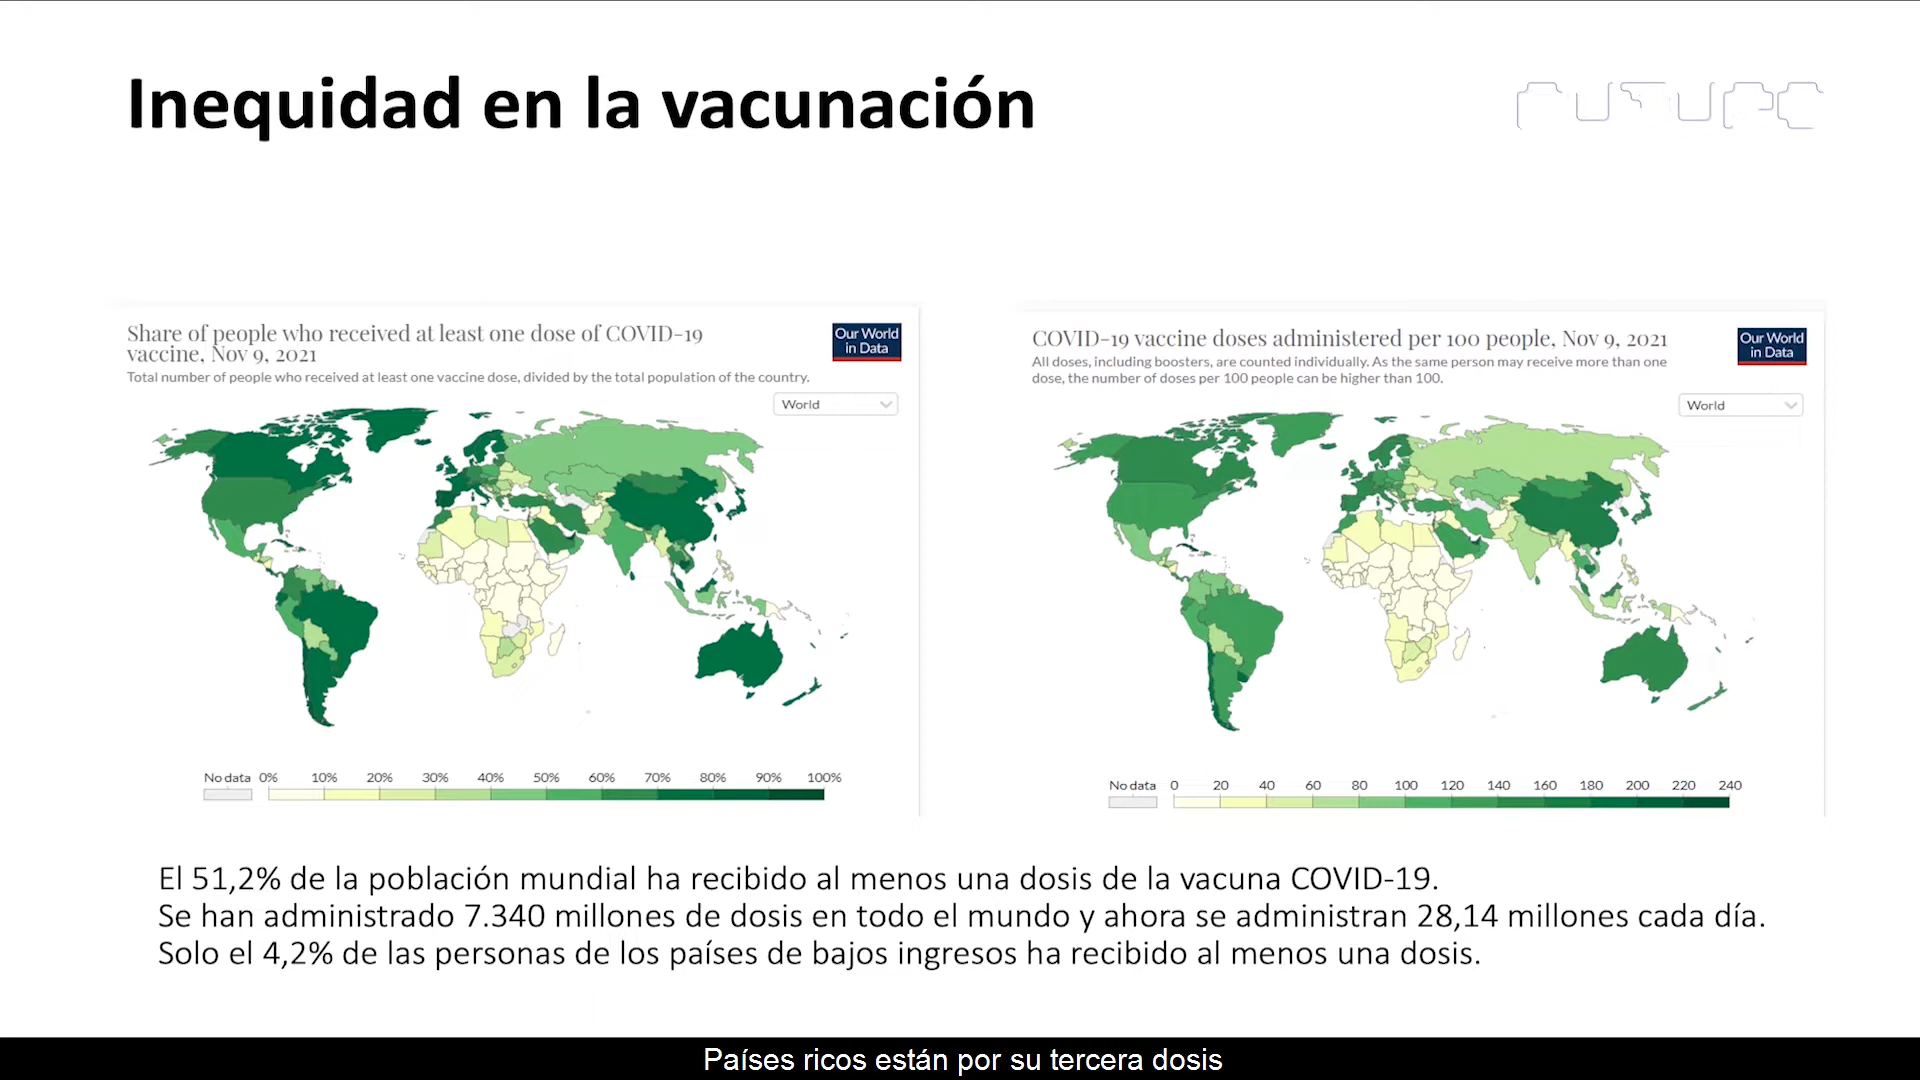 Inequidad en la vacunación
Share of people who received at least one dose of COVID-19
vaccine, Nov 9, 2021
Our World
in Data
Total number of people who received at least one vaccine dose, divided by the total population of the country.
World
No data 0% 10% 20% 30% 40% 50% 60% 70% 80% 90% 100%
COVID-19 vaccine doses administered per 100 people, Nov 9, 2021
Our World
in Data
All doses, including boosters, are counted individually. As the same person may receive more than one
dose, the number of doses per 100 people can be higher than 100.
World
No data 0 20 40 60 80 100 120 140 160 180 200 220 240
El 51,2% de la población mundial ha recibido al menos una dosis de la vacuna COVID-19.
Se han administrado 7.340 millones de dosis en todo el mundo y ahora se administran 28,14 millones cada día.
Solo el 4,2% de las personas de los países de bajos ingresos ha recibido al menos una dosis.
Países ricos están por su tercera dosis